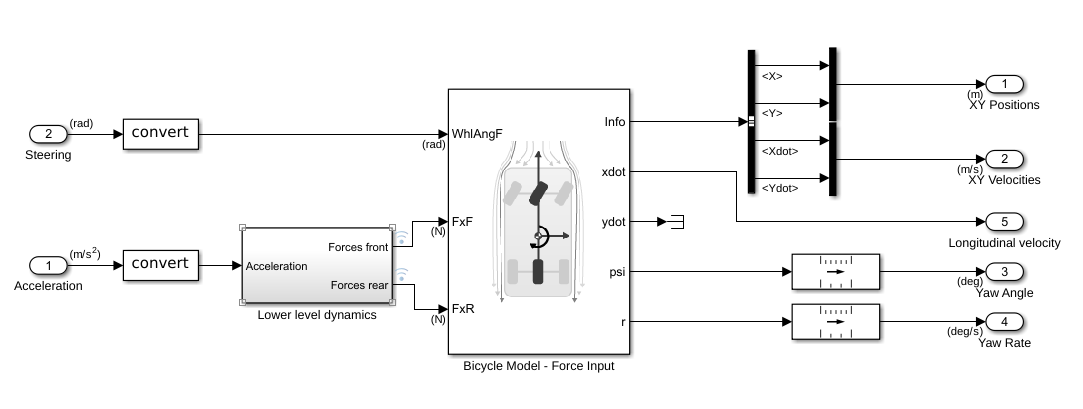 2
(rad)
Steering
convert
1
(m/s²)
Acceleration
convert
Acceleration
Forces front
Forces rear
Lower level dynamics
WhlAngF
(rad)
FxF
(N)
FxR
(N)
Info
xdot
ydot
psi
r
Bicycle Model - Force Input
<X>
<Y>
<Xdot>
<Ydot>
1
(m)
XY Positions
2
(m/s)
XY Velocities
5
Longitudinal velocity
3
(deg)
Yaw Angle
4
(deg/s)
Yaw Rate